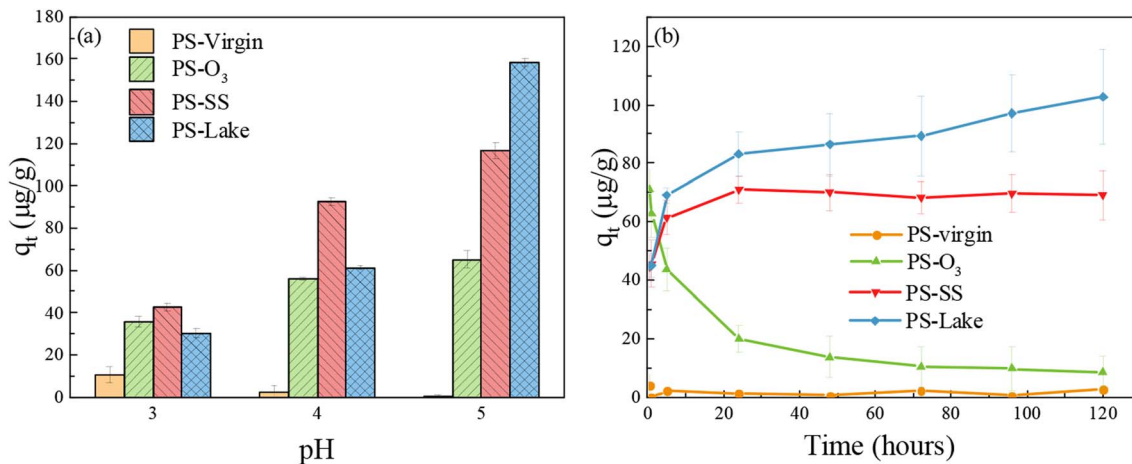 (a)
PS-Virgin
PS-O₃
PS-SS
PS-Lake
180
160
140
120
100
80
60
40
20
0
qₜ (μg/g)
3 4 5
pH
(b)
120
100
80
60
40
20
0
qₜ (μg/g)
PS-virgin
PS-O₃
PS-SS
PS-Lake
0 20 40 60 80 100 120
Time (hours)